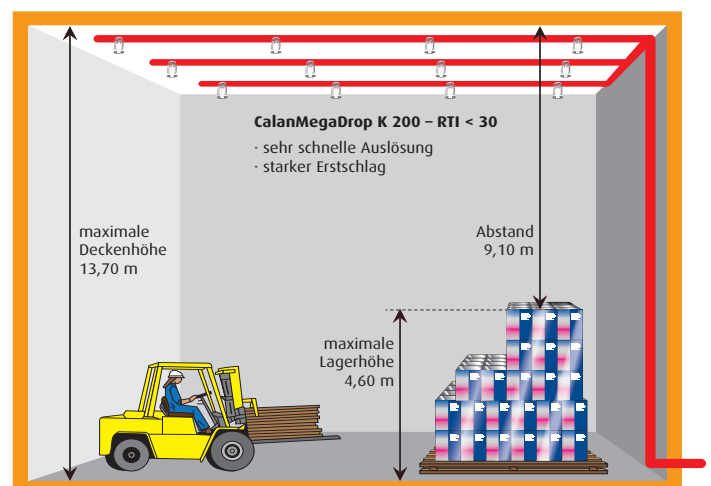 CalanMegaDrop K 200 – RTI < 30
· sehr schnelle Auslösung
· starker Erstschlag
maximale
Deckenhöhe
13,70 m
Abstand
9,10 m
maximale
Lagerhöhe
4,60 m